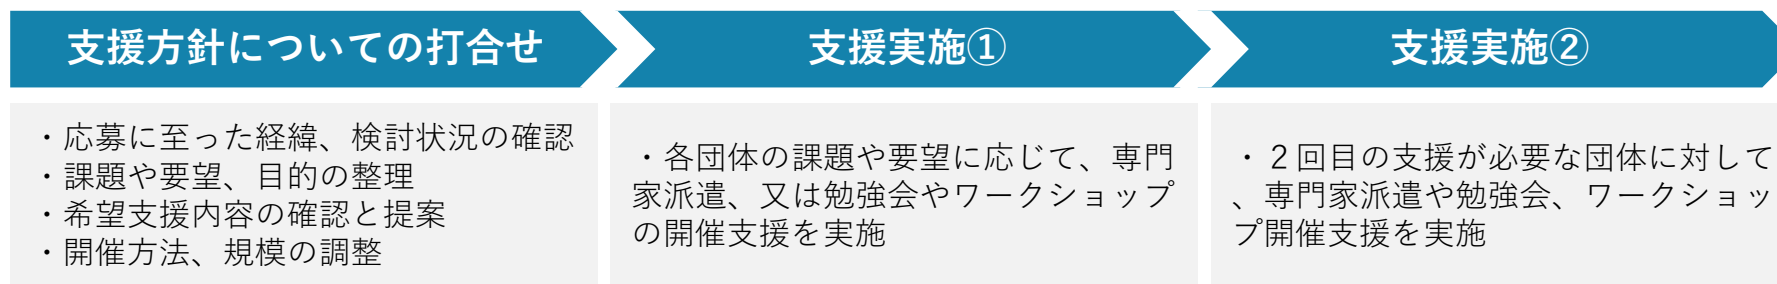 支援方針についての打合せ
支援実施①
支援実施②
・応募に至った経緯、検討状況の確認
・課題や要望、目的の整理
・希望支援内容の確認と提案
・開催方法、規模の調整
・各団体の課題や要望に応じて、専門
家派遣、又は勉強会やワークショップ
の開催支援を実施
・２回目の支援が必要な団体に対して
、専門家派遣や勉強会、ワークショッ
プ開催支援を実施